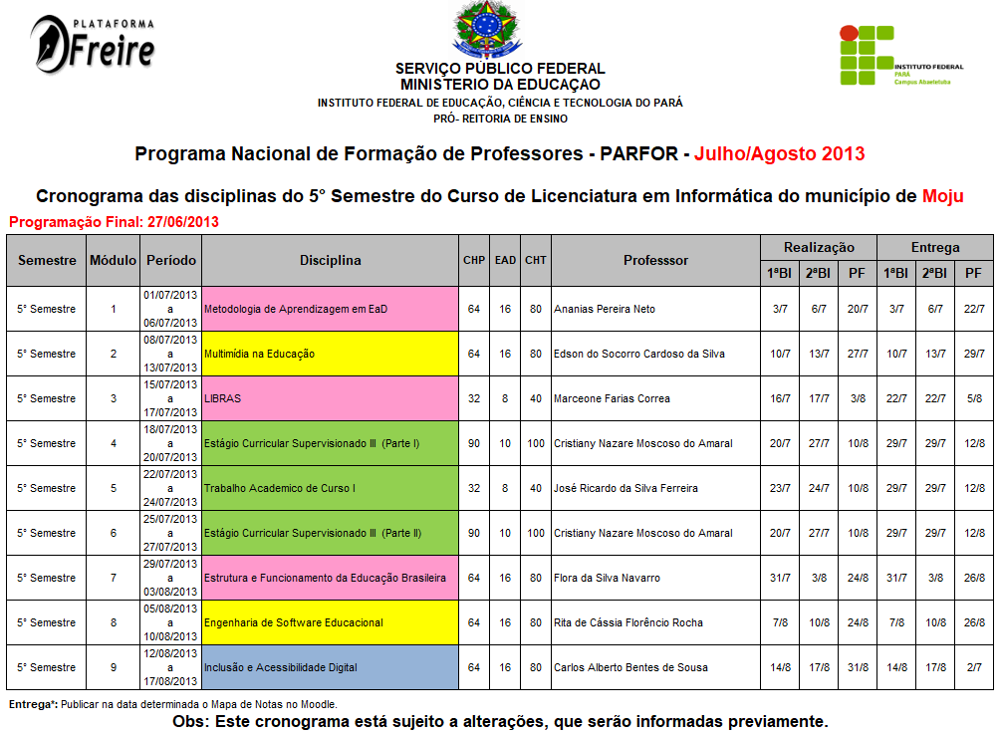 PLATAFORMA
Freire
SERVIÇO PÚBLICO FEDERAL
MINISTERIO DA EDUCAÇAO
INSTITUTO FEDERAL DE EDUCAÇÃO, CIÊNCIA E TECNOLOGIA DO PARÁ
PRÓ- REITORIA DE ENSINO
INSTITUTO FEDERAL
PARÁ
Campus Abaetetuba
Programa Nacional de Formação de Professores - PARFOR - Julho/Agosto 2013
Cronograma das disciplinas do 5° Semestre do Curso de Licenciatura em Informática do município de Moju
Programação Final: 27/06/2013
Semestre Módulo Período Disciplina CHP EAD CHT Professsor Realização Entrega
1ªBI 2ªBI PF 1ªBI 2ªBI PF
5° Semestre 1 01/07/2013 a 06/07/2013 Metodologia de Aprendizagem em EaD 64 16 80 Ananias Pereira Neto 3/7 6/7 20/7 3/7 6/7 22/7
5° Semestre 2 08/07/2013 a 13/07/2013 Multimídia na Educação 64 16 80 Edson do Socorro Cardoso da Silva 10/7 13/7 27/7 10/7 13/7 29/7
5° Semestre 3 15/07/2013 a 17/07/2013 LIBRAS 32 8 40 Marceone Farias Correa 16/7 17/7 3/8 22/7 22/7 5/8
5° Semestre 4 18/07/2013 a 20/07/2013 Estágio Curricular Supervisionado III (Parte I) 90 10 100 Cristiany Nazare Moscoso do Amaral 20/7 27/7 10/8 29/7 29/7 12/8
5° Semestre 5 22/07/2013 a 24/07/2013 Trabalho Academico de Curso I 32 8 40 José Ricardo da Silva Ferreira 23/7 24/7 10/8 29/7 29/7 12/8
5° Semestre 6 25/07/2013 a 27/07/2013 Estágio Curricular Supervisionado III (Parte II) 90 10 100 Cristiany Nazare Moscoso do Amaral 20/7 27/7 10/8 29/7 29/7 12/8
5° Semestre 7 29/07/2013 a 03/08/2013 Estrutura e Funcionamento da Educação Brasileira 64 16 80 Flora da Silva Navarro 31/7 3/8 24/8 31/7 3/8 26/8
5° Semestre 8 05/08/2013 a 10/08/2013 Engenharia de Software Educacional 64 16 80 Rita de Cássia Florêncio Rocha 7/8 10/8 24/8 7/8 10/8 26/8
5° Semestre 9 12/08/2013 a 17/08/2013 Inclusão e Acessibilidade Digital 64 16 80 Carlos Alberto Bentes de Sousa 14/8 17/8 31/8 14/8 17/8 2/7
Entrega*: Publicar na data determinada o Mapa de Notas no Moodle.
Obs: Este cronograma está sujeito a alterações, que serão informadas previamente.